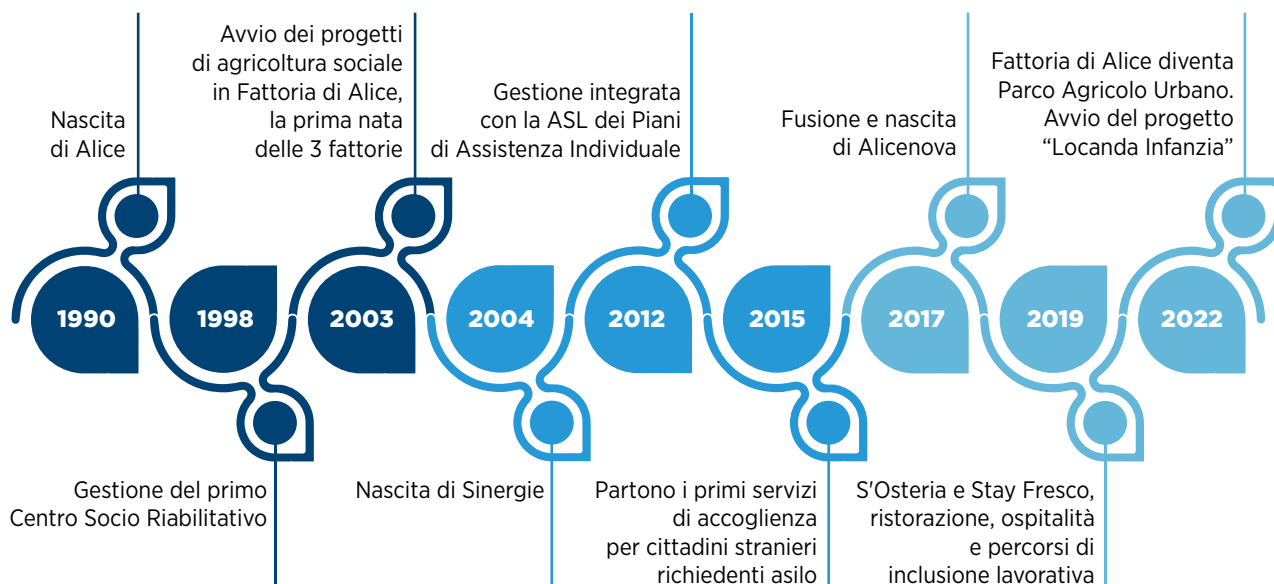 Nascita
di Alice
Avvio dei progetti
di agricoltura sociale
in Fattoria di Alice,
la prima nata
delle 3 fattorie
Gestione integrata
con la ASL dei Piani
di Assistenza Individuale
Fusione e nascita
di Alicenova
Fattoria di Alice diventa
Parco Agricolo Urbano.
Avvio del progetto
“Locanda Infanzia”
1990
1998
2003
2004
2012
2015
2017
2019
2022
Gestione del primo
Centro Socio Riabilitativo
Nascita di Sinergie
Partono i primi servizi
di accoglienza
per cittadini stranieri
richiedenti asilo
S'Osteria e Stay Fresco,
ristorazione, ospitalità
e percorsi di
inclusione lavorativa